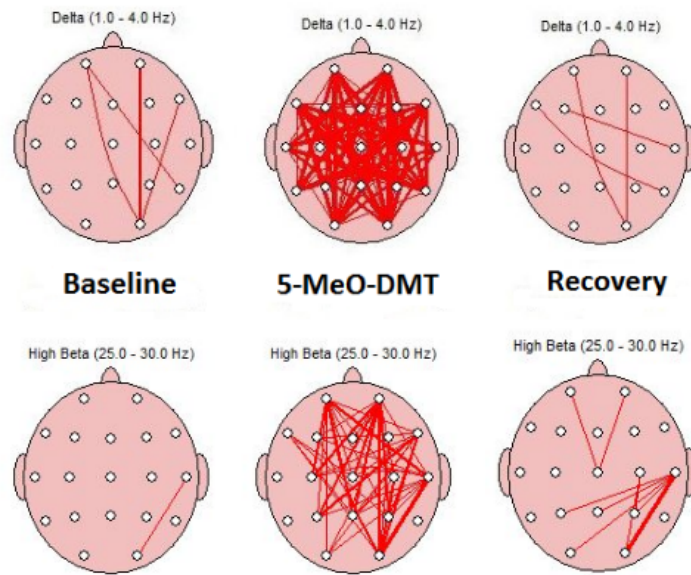 Delta (1.0 - 4.0 Hz) Delta (1.0 - 4.0 Hz) Delta (1.0 - 4.0 Hz)
Baseline 5-MeO-DMT Recovery
High Beta (25.0 - 30.0 Hz) High Beta (25.0 - 30.0 Hz) High Beta (25.0 - 30.0 Hz)